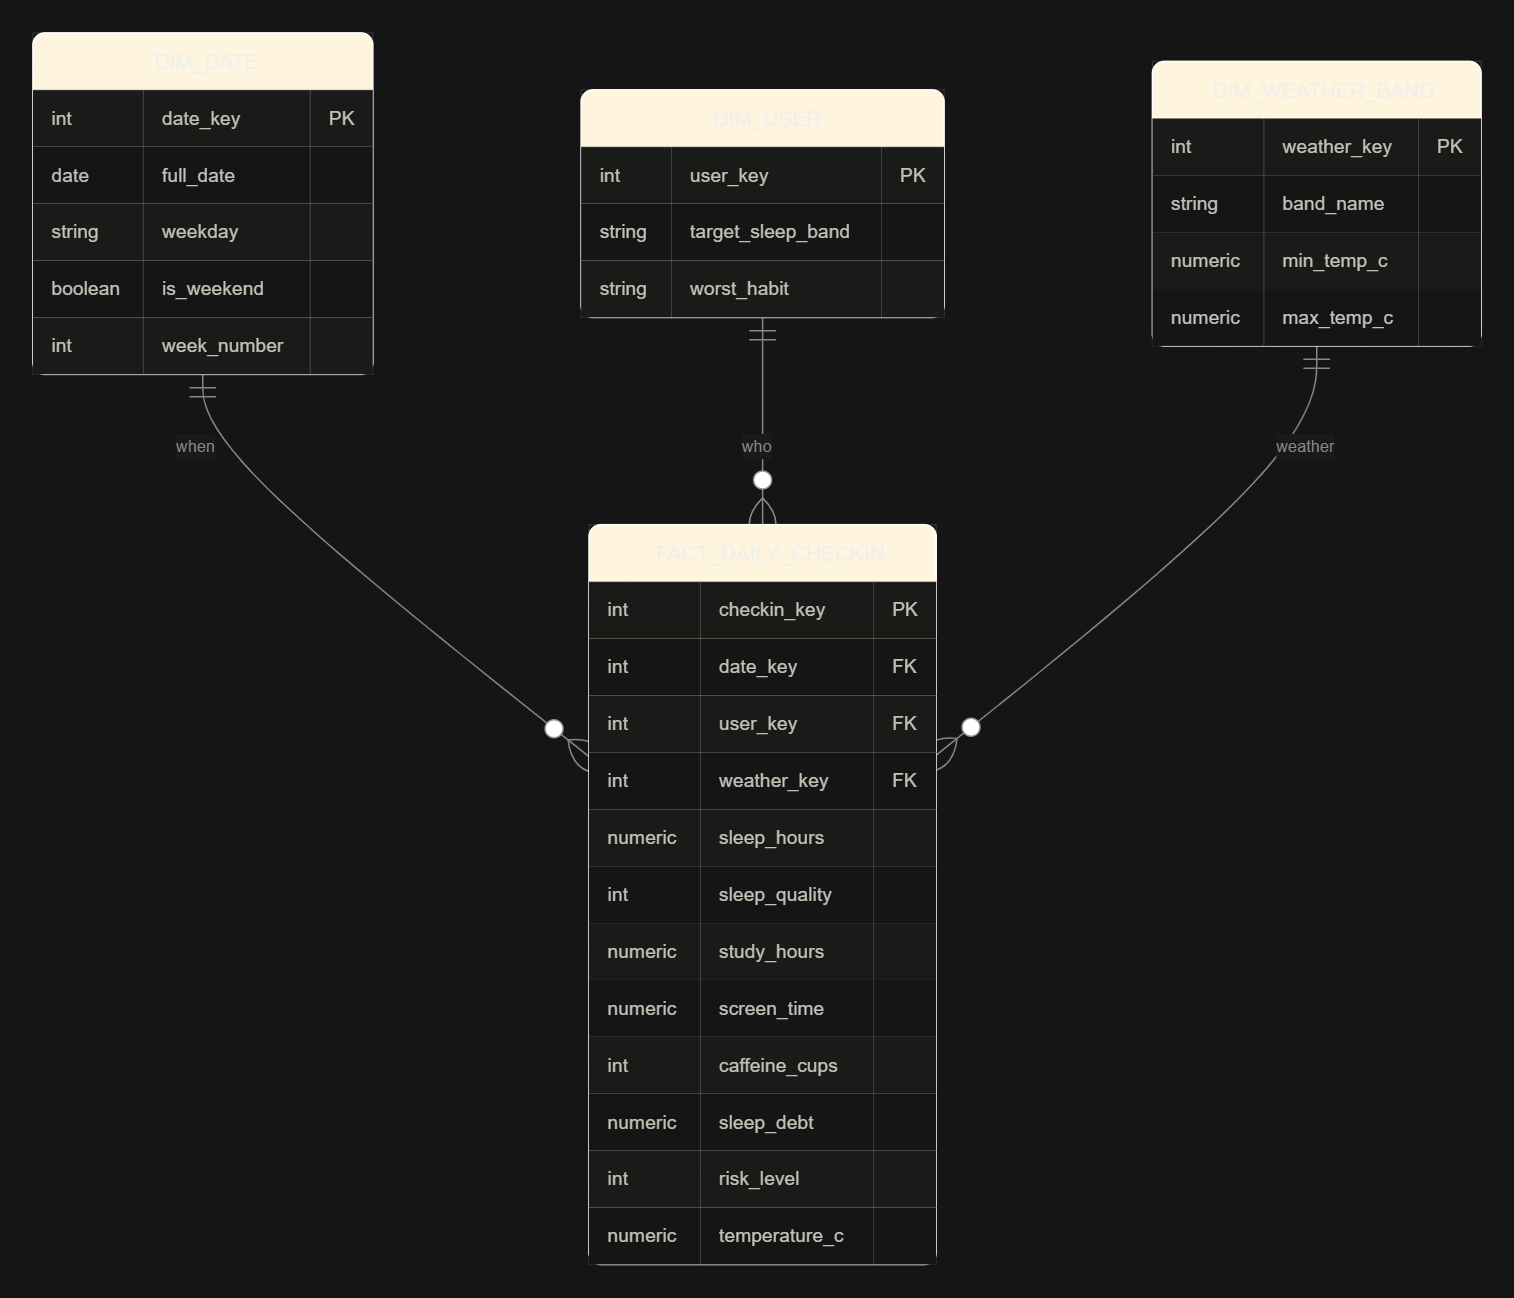 DIM_DATE
int date_key PK
date full_date
string weekday
boolean is_weekend
int week_number
DIM_USER
int user_key PK
string target_sleep_band
string worst_habit
DIM_WEATHER_BAND
int weather_key PK
string band_name
numeric min_temp_c
numeric max_temp_c
when
who
weather
FACT_DAILY_CHECKIN
int checkin_key PK
int date_key FK
int user_key FK
int weather_key FK
numeric sleep_hours
int sleep_quality
numeric study_hours
numeric screen_time
int caffeine_cups
numeric sleep_debt
int risk_level
numeric temperature_c